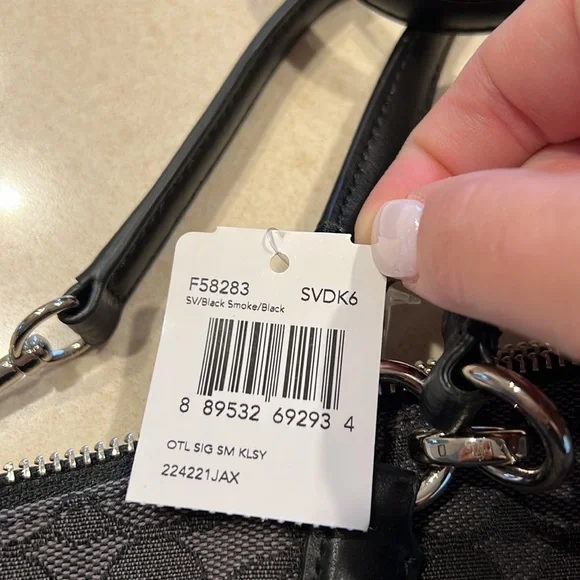 F58283 SVDK6
SV/Black Smoke/Black
8 89532 69293 4
OTL SIG SM KLSY
224221JAX